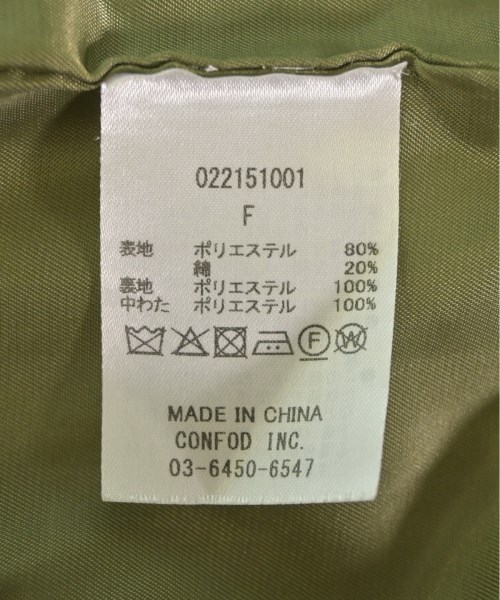 022151001
F
表地 ポリエステル 80%
綿 20%
裏地 ポリエステル 100%
中わた ポリエステル 100%
F W
MADE IN CHINA
CONFOD INC.
03-6450-6547